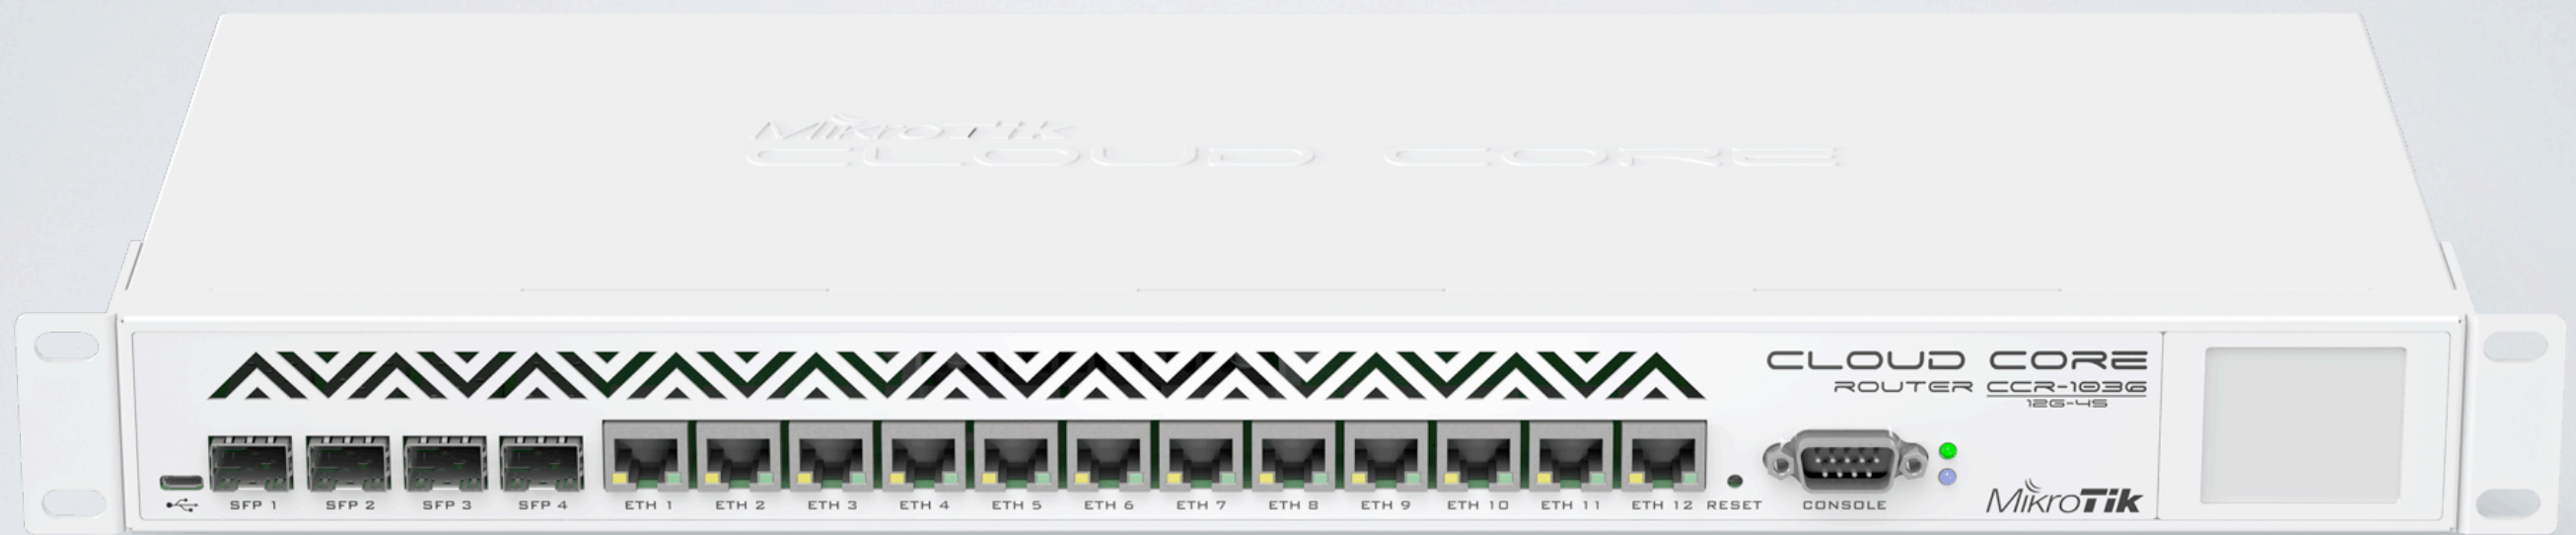 MikroTik
CLOUD CORE
CLOUD CORE
ROUTER CCR-1036
12G-4S
SFP 1 SFP 2 SFP 3 SFP 4 ETH 1 ETH 2 ETH 3 ETH 4 ETH 5 ETH 6 ETH 7 ETH 8 ETH 9 ETH 10 ETH 11 ETH 12 RESET CONSOLE MikroTik